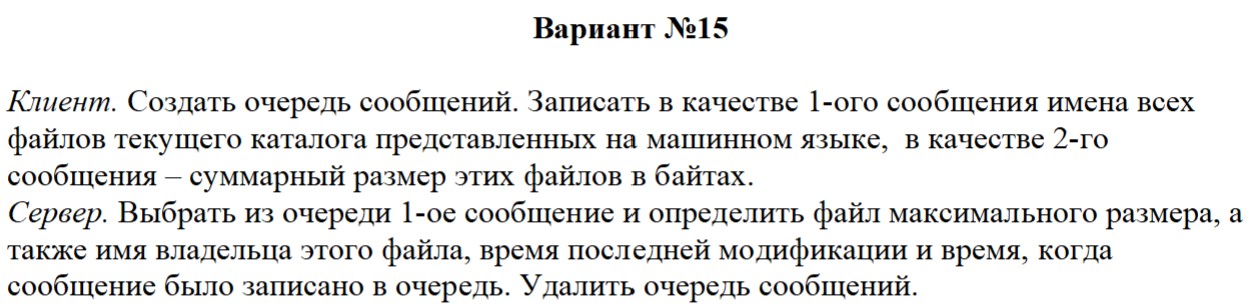 Вариант №15
Клиент. Создать очередь сообщений. Записать в качестве 1-ого сообщения имена всех
файлов текущего каталога представленных на машинном языке, в качестве 2-го
сообщения – суммарный размер этих файлов в байтах.
Сервер. Выбрать из очереди 1-ое сообщение и определить файл максимального размера, а
также имя владельца этого файла, время последней модификации и время, когда
сообщение было записано в очередь. Удалить очередь сообщений.